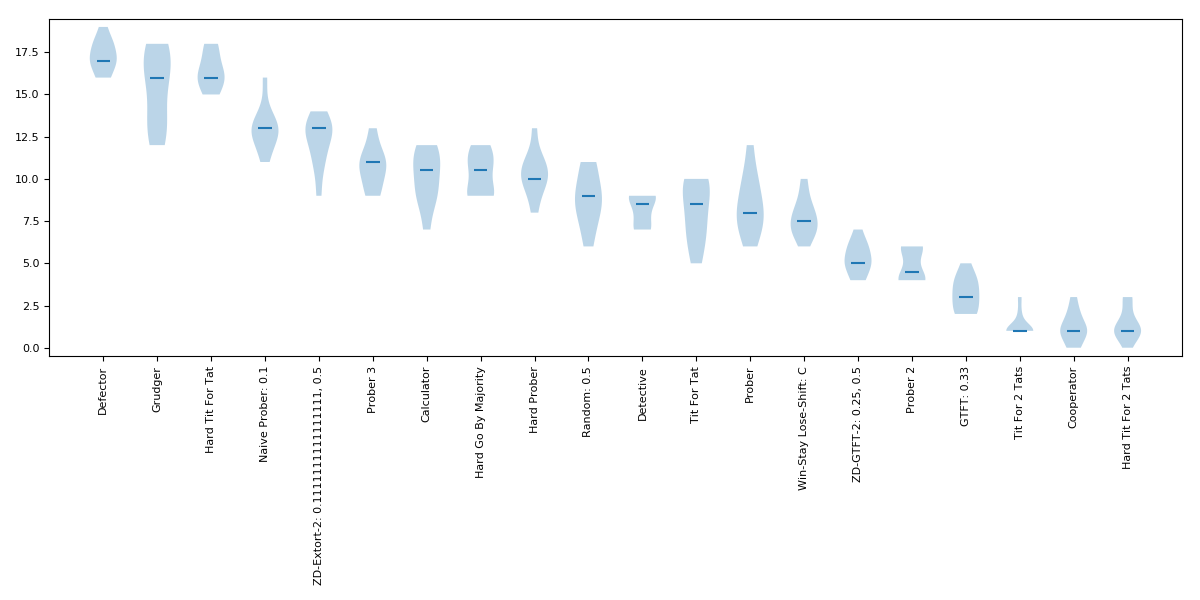 17.5
15.0
12.5
10.0
7.5
5.0
2.5
0.0
Defector
Grudger
Hard Tit For Tat
Naive Prober: 0.1
ZD-Extort-2: 0.1111111111111111, 0.5
Prober 3
Calculator
Hard Go By Majority
Hard Prober
Random: 0.5
Detective
Tit For Tat
Prober
Win-Stay Lose-Shift: C
ZD-GTFT-2: 0.25, 0.5
Prober 2
GTFT: 0.33
Tit For 2 Tats
Cooperator
Hard Tit For 2 Tats